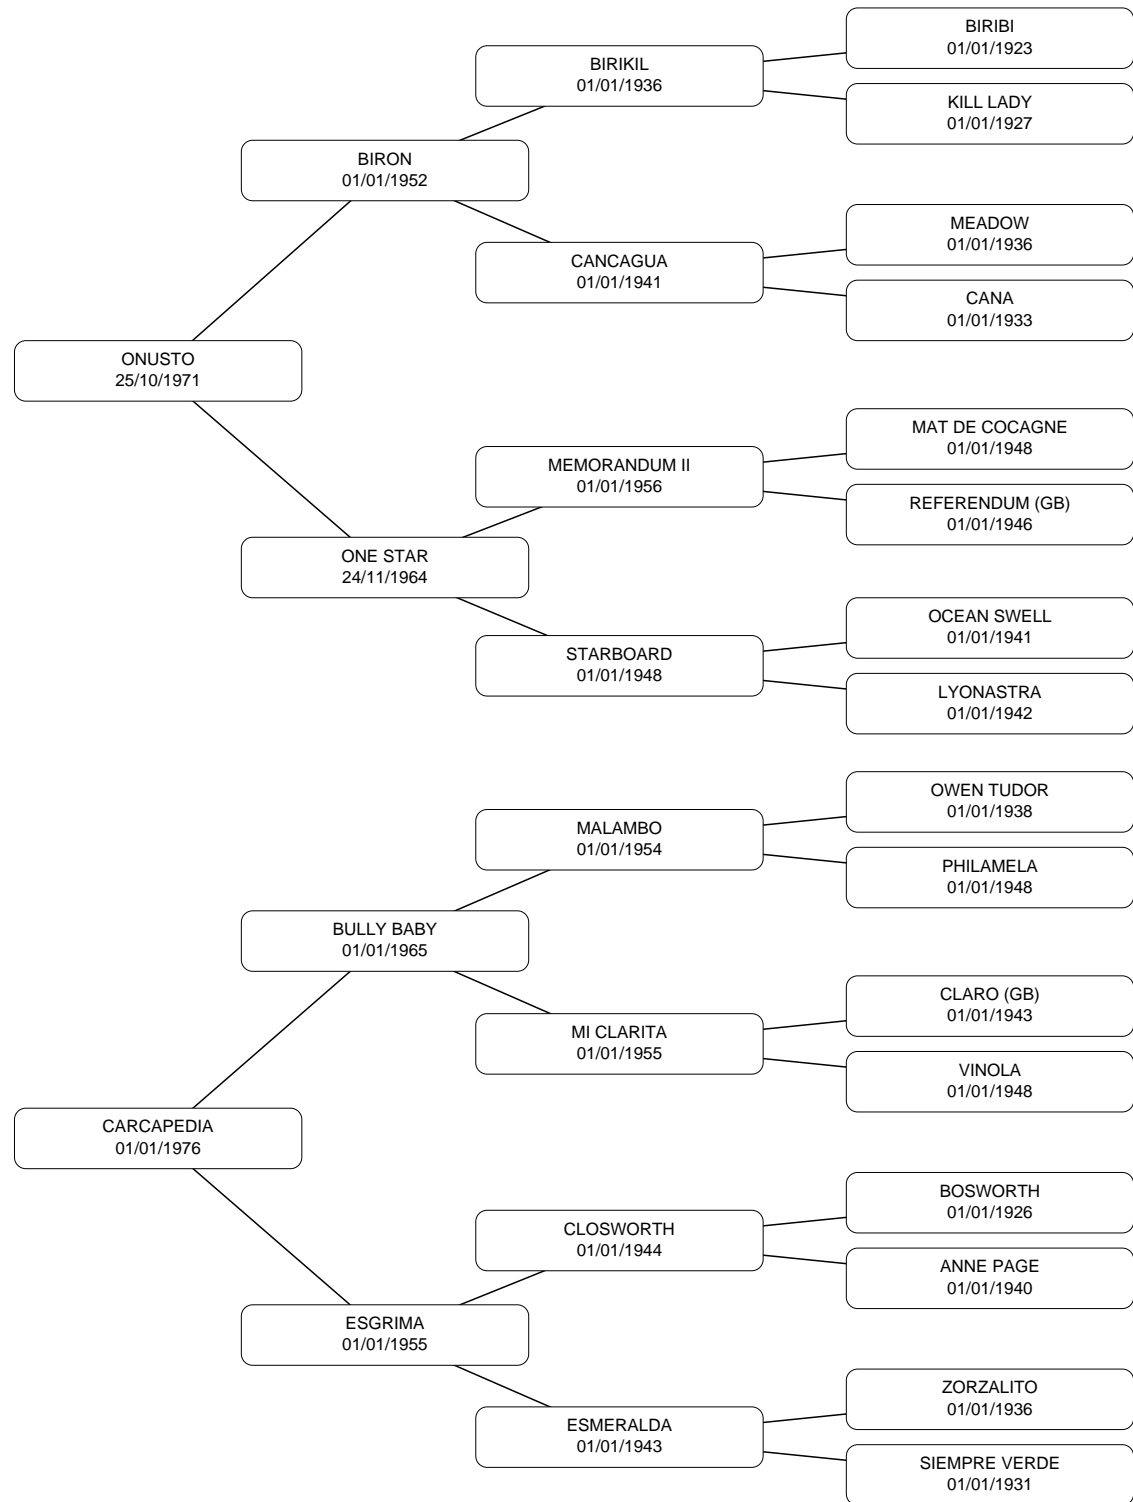 BIRIBI
01/01/1923
BIRIKIL
01/01/1936
KILL LADY
01/01/1927
BIRON
01/01/1952
MEADOW
01/01/1936
CANCAGUA
01/01/1941
CANA
01/01/1933
ONUSTO
25/10/1971
MAT DE COCAGNE
01/01/1948
MEMORANDUM II
01/01/1956
REFERENDUM (GB)
01/01/1946
ONE STAR
24/11/1964
OCEAN SWELL
01/01/1941
STARBOARD
01/01/1948
LYONASTRA
01/01/1942
OWEN TUDOR
01/01/1938
MALAMBO
01/01/1954
PHILAMELA
01/01/1948
BULLY BABY
01/01/1965
CLARO (GB)
01/01/1943
MI CLARITA
01/01/1955
VINOLA
01/01/1948
CARCAPEDIA
01/01/1976
BOSWORTH
01/01/1926
CLOSWORTH
01/01/1944
ANNE PAGE
01/01/1940
ESGRIMA
01/01/1955
ZORZALITO
01/01/1936
ESMERALDA
01/01/1943
SIEMPRE VERDE
01/01/1931